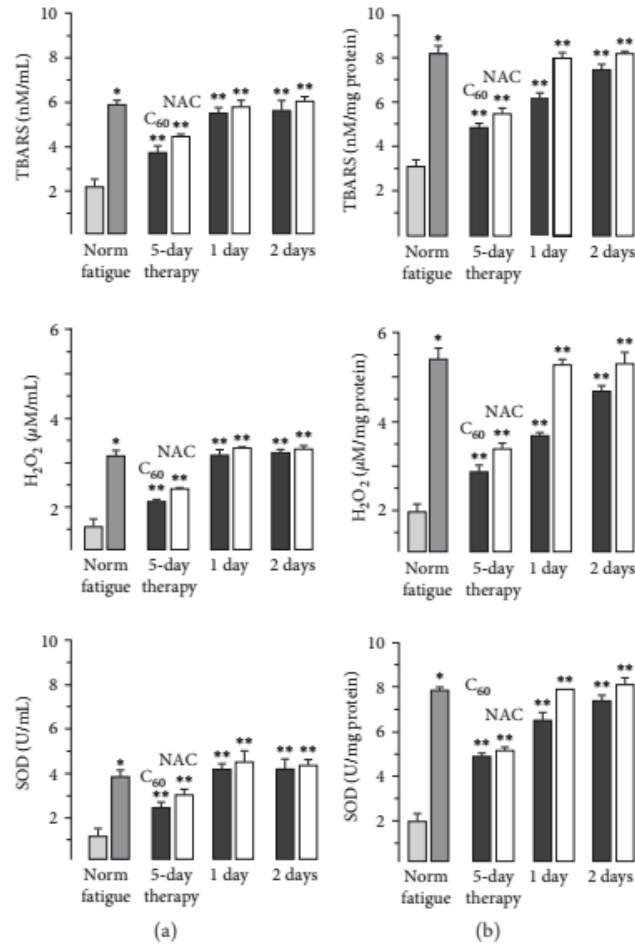 10
8
6
4
2
TBARS (nM/mL)
*
C60
NAC
** ** ** ** ** **
Norm fatigue
5-day therapy
1 day
2 days
10
8
6
4
2
TBARS (nM/mg protein)
*
C60
NAC
** ** ** ** ** **
Norm fatigue
5-day therapy
1 day
2 days
6
4
2
H2O2 (μM/mL)
*
C60
NAC
** ** ** ** ** **
Norm fatigue
5-day therapy
1 day
2 days
6
4
2
H2O2 (μM/mg protein)
*
C60
NAC
** ** ** ** ** **
Norm fatigue
5-day therapy
1 day
2 days
10
8
6
4
2
SOD (U/mL)
*
C60
NAC
** ** ** ** ** **
Norm fatigue
5-day therapy
1 day
2 days
10
8
6
4
2
SOD (U/mg protein)
*
C60
NAC
** ** ** ** ** **
Norm fatigue
5-day therapy
1 day
2 days
(a)
(b)